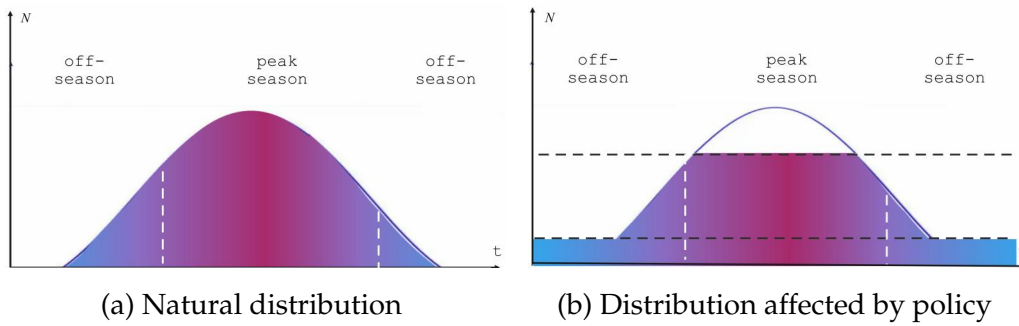 N
off-
season
peak
season
off-
season
t
(a) Natural distribution
N
off-
season
peak
season
off-
season
(b) Distribution affected by policy